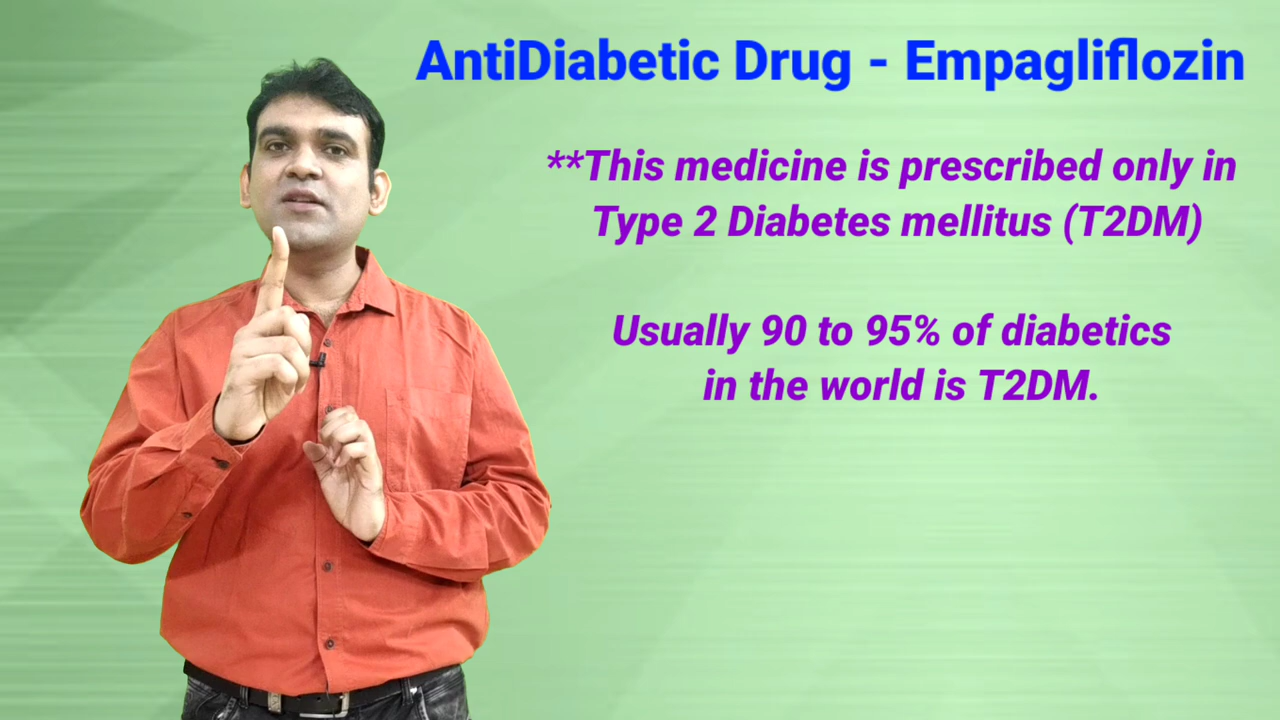 AntiDiabetic Drug - Empagliflozin
**This medicine is prescribed only in
Type 2 Diabetes mellitus (T2DM)
Usually 90 to 95% of diabetics
in the world is T2DM.